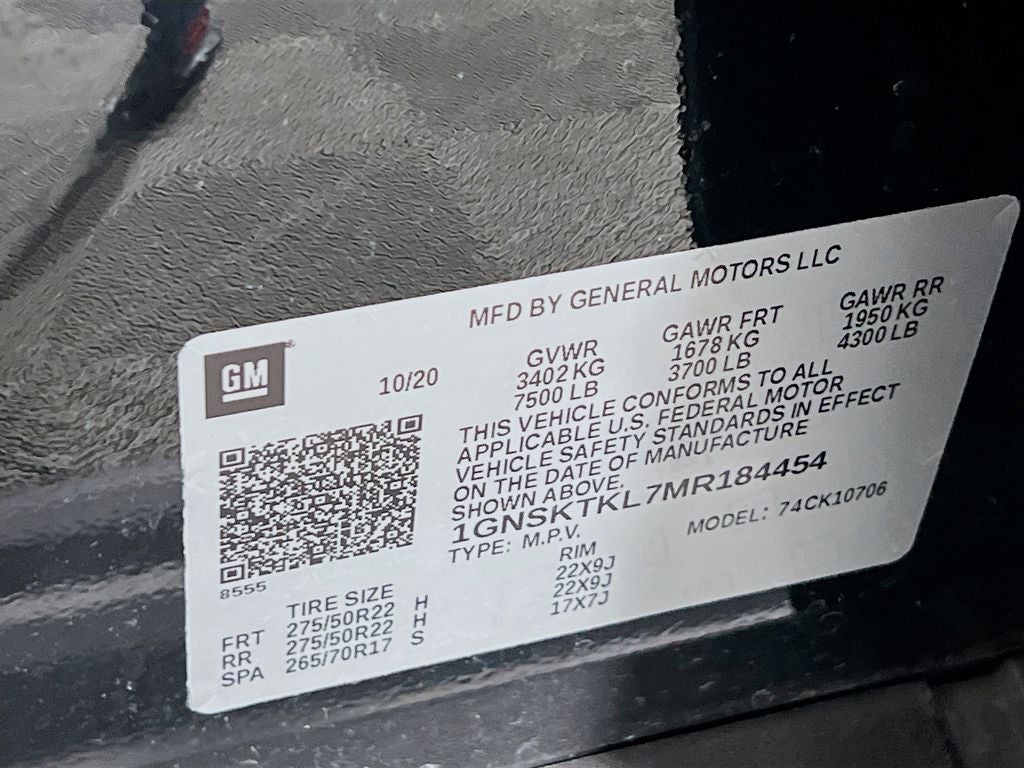 MFD BY GENERAL MOTORS LLC
GM
10/20
GVWR GAWR FRT GAWR RR
3402 KG 1678 KG 1950 KG
7500 LB 3700 LB 4300 LB
THIS VEHICLE CONFORMS TO ALL
APPLICABLE U.S. FEDERAL MOTOR
VEHICLE SAFETY STANDARDS IN EFFECT
ON THE DATE OF MANUFACTURE
SHOWN ABOVE.
1GNSKTKL7MR184454
TYPE: M.P.V. MODEL: 74CK10706
8555
TIRE SIZE RIM
FRT 275/50R22 H 22X9J
RR 275/50R22 H 22X9J
SPA 265/70R17 S 17X7J